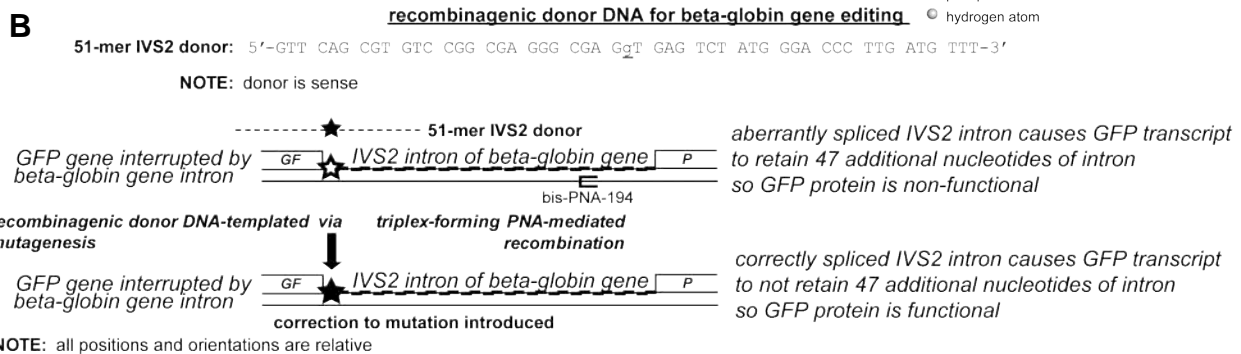 B
recombinagenic donor DNA for beta-globin gene editing
hydrogen atom
51-mer IVS2 donor: 5'-GTT CAG CGT GTC CGG CGA GGG CGA GgT GAG TCT ATG GGA CCC TTG ATG TTT-3'
NOTE: donor is sense
51-mer IVS2 donor
GFP gene interrupted by
beta-globin gene intron
GF
IVS2 intron of beta-globin gene
P
bis-PNA-194
aberrantly spliced IVS2 intron causes GFP transcript
to retain 47 additional nucleotides of intron
so GFP protein is non-functional
ecombinagenic donor DNA-templated via triplex-forming PNA-mediated
nutagenesis recombination
GFP gene interrupted by
beta-globin gene intron
GF
IVS2 intron of beta-globin gene
P
correctly spliced IVS2 intron causes GFP transcript
to not retain 47 additional nucleotides of intron
so GFP protein is functional
correction to mutation introduced
NOTE: all positions and orientations are relative